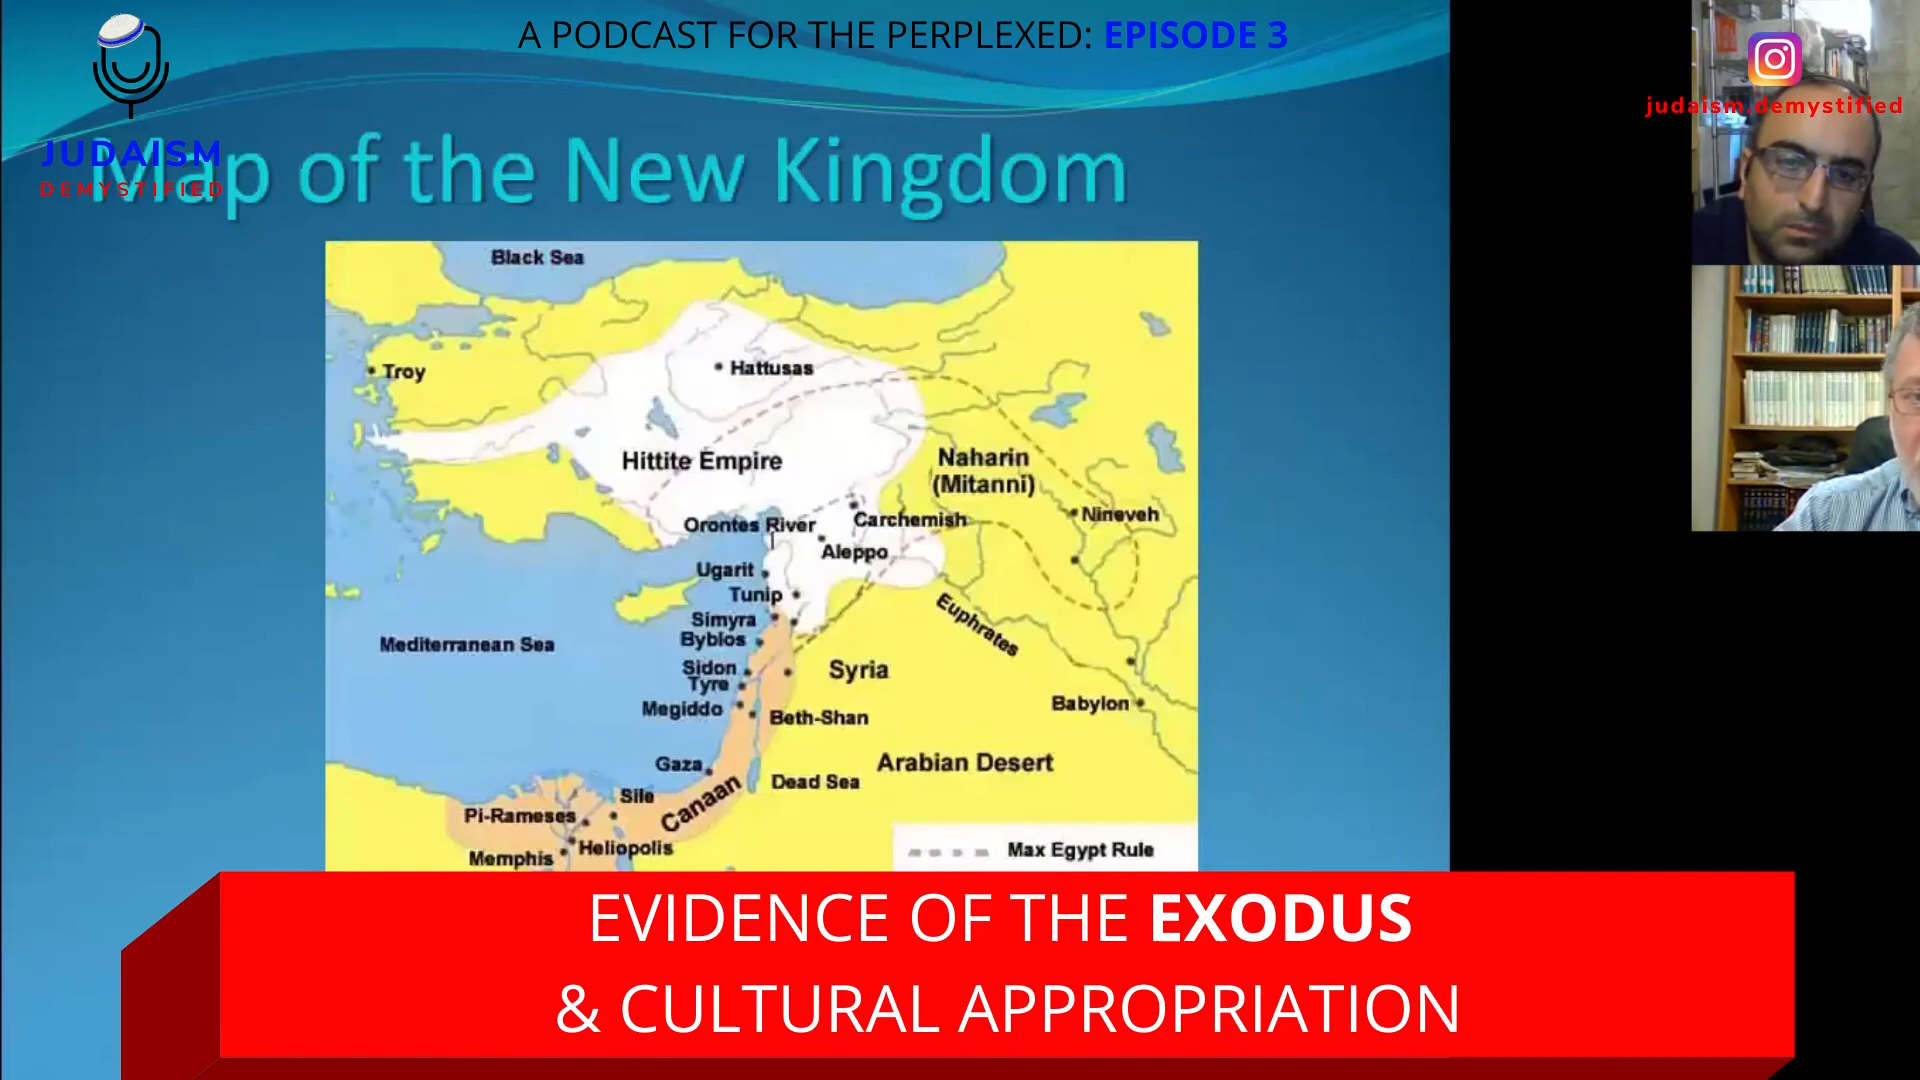 A PODCAST FOR THE PERPLEXED: EPISODE 3
judaism.demystified
JUDAISM
DEMYSTIFIED
Map of the New Kingdom
Black Sea
Troy
Hattusas
Hittite Empire
Naharin
(Mitanni)
Nineveh
Carchemish
Orontes River
Aleppo
Ugarit
Tunip
Simyra
Byblos
Euphrates
Mediterranean Sea
Sidon
Tyre
Syria
Megiddo
Beth-Shan
Babylon
Gaza
Arabian Desert
Dead Sea
Canaan
Sile
Pi-Rameses
Heliopolis
Memphis
Max Egypt Rule
EVIDENCE OF THE EXODUS
& CULTURAL APPROPRIATION